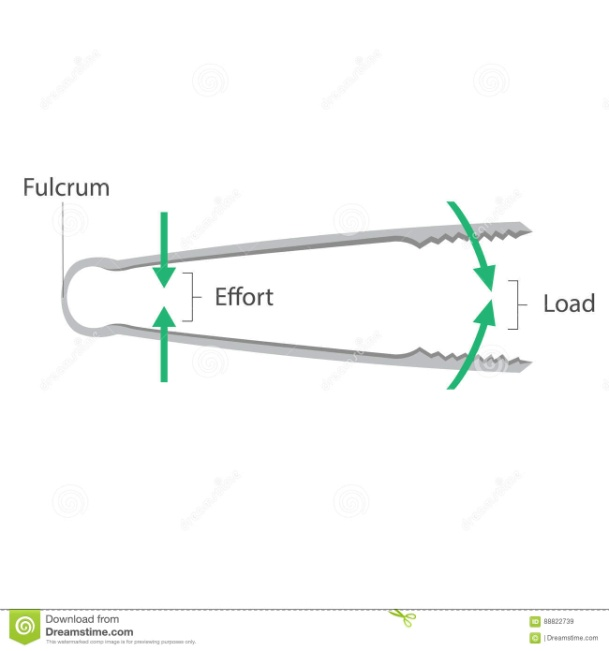 Fulcrum
Effort
Load
Download from
Dreamstime.com
This watermarked comp image is for previewing purposes only.
88822739
Dreamstime.com